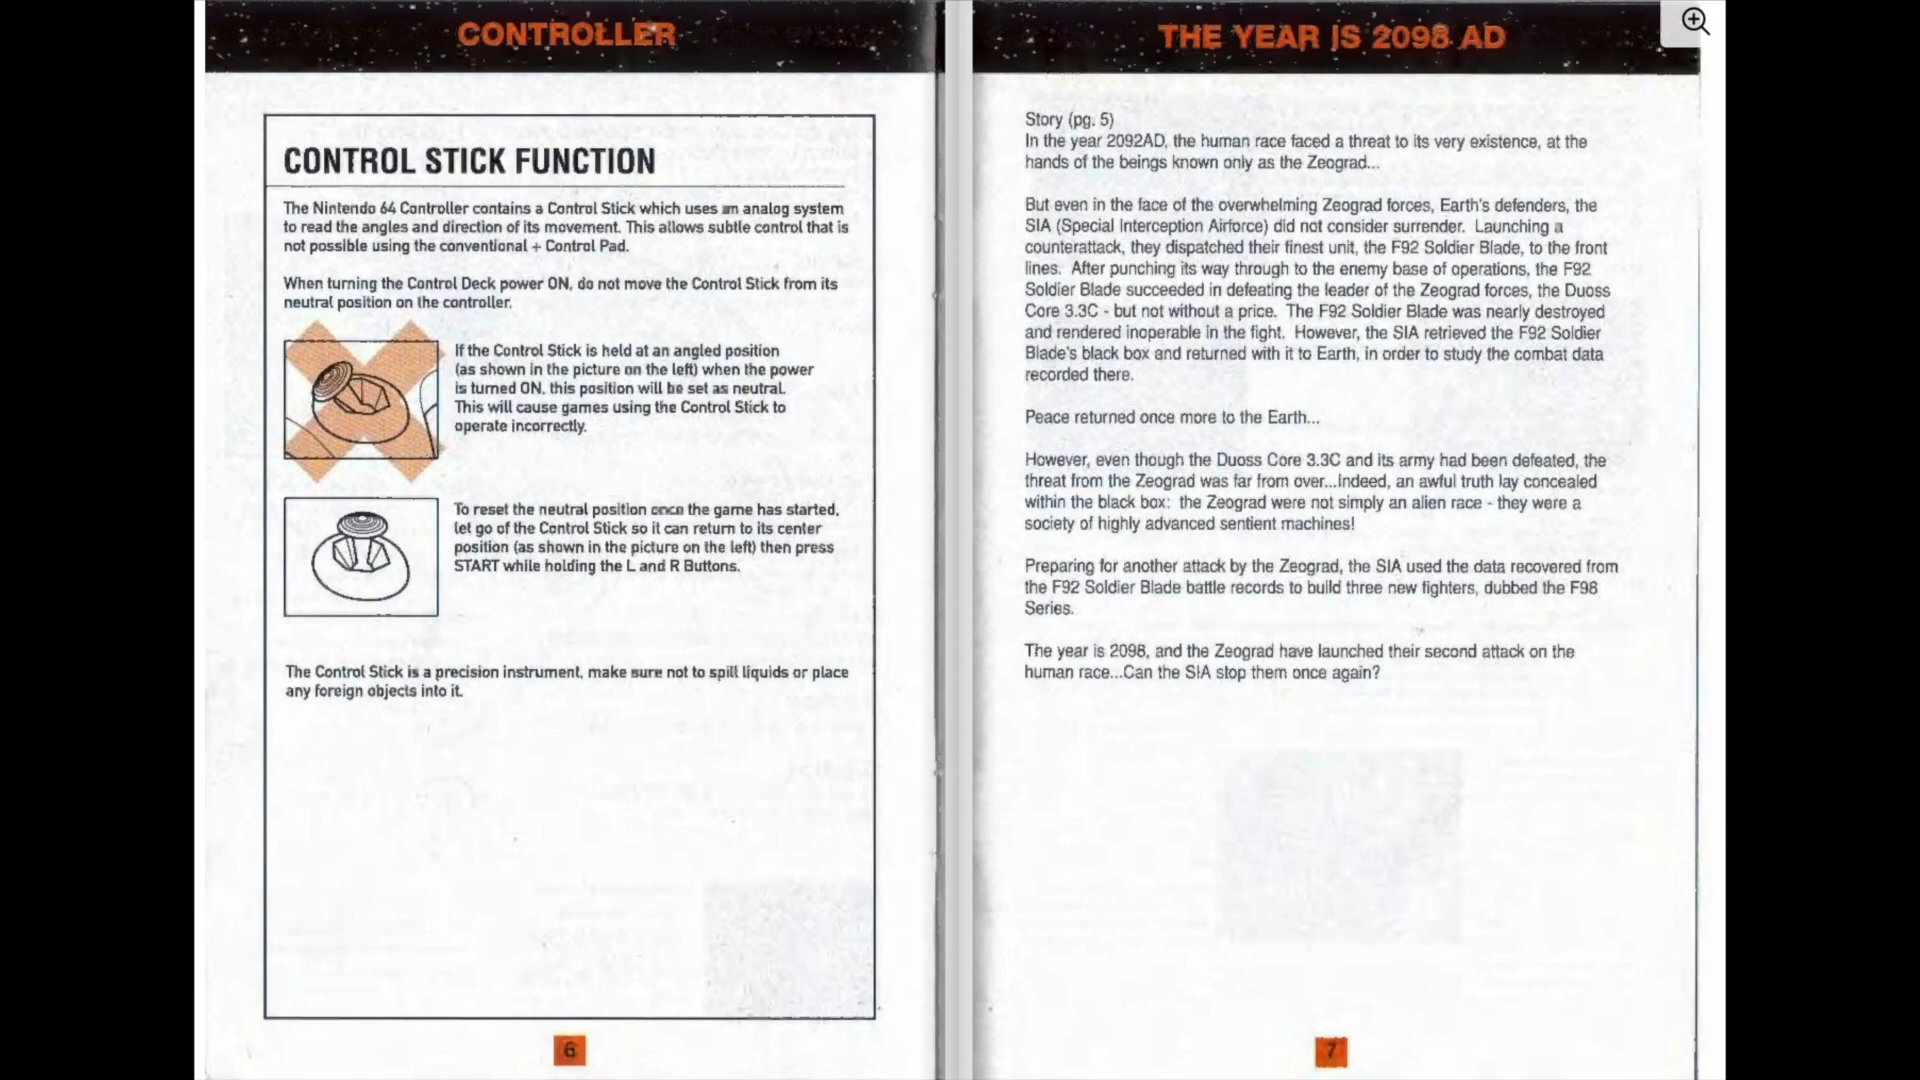 CONTROLLER
CONTROL STICK FUNCTION
The Nintendo 64 Controller contains a Control Stick which uses an analog system
to read the angles and direction of its movement. This allows subtle control that is
not possible using the conventional + Control Pad.
When turning the Control Deck power ON, do not move the Control Stick from its
neutral position on the controller.
If the Control Stick is held at an angled position
(as shown in the picture on the left) when the power
is turned ON, this position will be set as neutral.
This will cause games using the Control Stick to
operate incorrectly.
To reset the neutral position once the game has started,
let go of the Control Stick so it can return to its center
position (as shown in the picture on the left) then press
START while holding the L and R Buttons.
The Control Stick is a precision instrument, make sure not to spill liquids or place
any foreign objects into it.
6
THE YEAR IS 2098 AD
Story (pg. 5)
In the year 2092AD, the human race faced a threat to its very existence, at the
hands of the beings known only as the Zeograd...
But even in the face of the overwhelming Zeograd forces, Earth's defenders, the
SIA (Special Interception Airforce) did not consider surrender. Launching a
counterattack, they dispatched their finest unit, the F92 Soldier Blade, to the front
lines. After punching its way through to the enemy base of operations, the F92
Soldier Blade succeeded in defeating the leader of the Zeograd forces, the Duoss
Core 3.3C - but not without a price. The F92 Soldier Blade was nearly destroyed
and rendered inoperable in the fight. However, the SIA retrieved the F92 Soldier
Blade's black box and returned with it to Earth, in order to study the combat data
recorded there.
Peace returned once more to the Earth...
However, even though the Duoss Core 3.3C and its army had been defeated, the
threat from the Zeograd was far from over...Indeed, an awful truth lay concealed
within the black box: the Zeograd were not simply an alien race - they were a
society of highly advanced sentient machines!
Preparing for another attack by the Zeograd, the SIA used the data recovered from
the F92 Soldier Blade battle records to build three new fighters, dubbed the F98
Series.
The year is 2098, and the Zeograd have launched their second attack on the
human race...Can the SIA stop them once again?
7